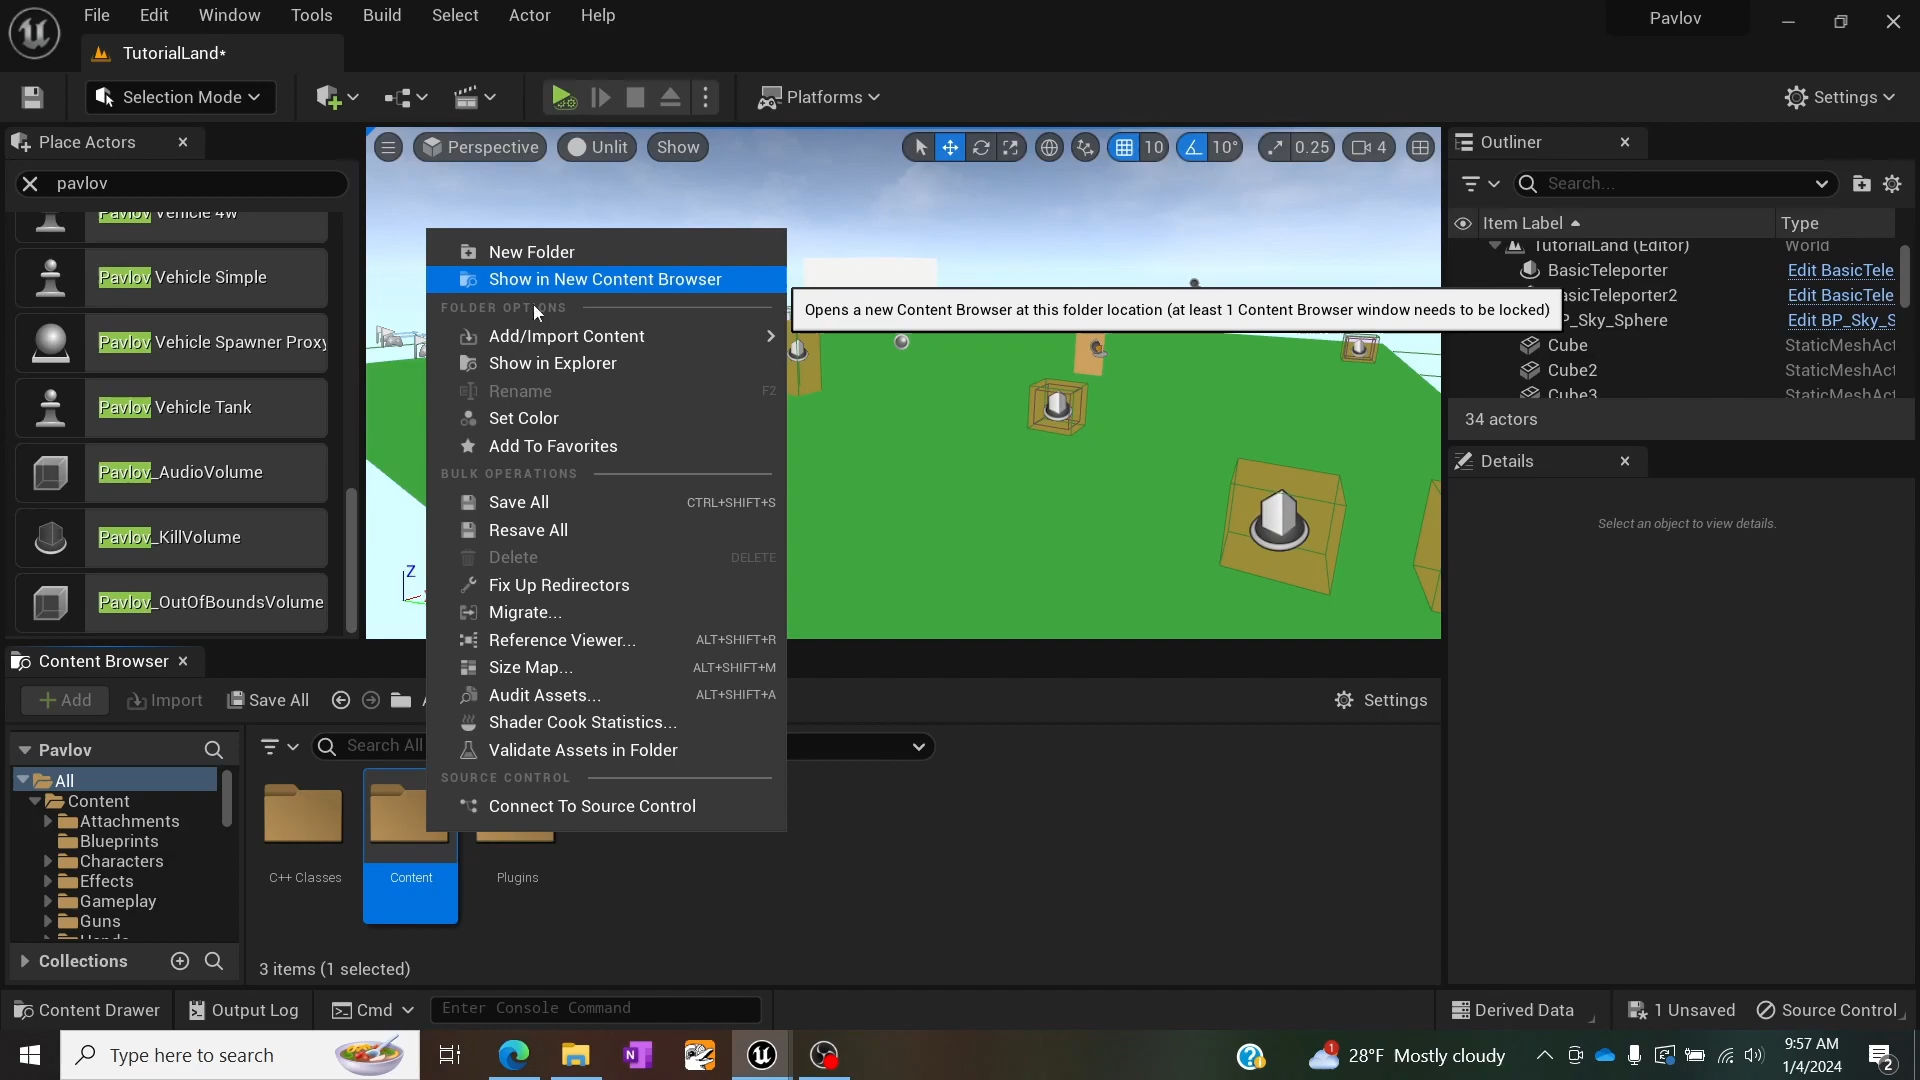 File Edit Window Tools Build Select Actor Help
Pavlov
TutorialLand*
Selection Mode
Platforms
Settings
Place Actors
pavlov
Pavlov Vehicle 4w
Pavlov Vehicle Simple
Pavlov Vehicle Spawner Proxy
Pavlov Vehicle Tank
Pavlov_AudioVolume
Pavlov_KillVolume
Pavlov_OutOfBoundsVolume
Perspective Unlit Show
10 10° 0.25 4
Z
New Folder
Show in New Content Browser
FOLDER OPTIONS
Add/Import Content
Show in Explorer
Rename F2
Set Color
Add To Favorites
BULK OPERATIONS
Save All CTRL+SHIFT+S
Resave All
Delete DELETE
Fix Up Redirectors
Migrate...
Reference Viewer... ALT+SHIFT+R
Size Map... ALT+SHIFT+M
Audit Assets... ALT+SHIFT+A
Shader Cook Statistics...
Validate Assets in Folder
SOURCE CONTROL
Connect To Source Control
Opens a new Content Browser at this folder location (at least 1 Content Browser window needs to be locked)
Outliner
Search...
Item Label Type
TutorialLand (Editor) World
BasicTeleporter Edit BasicTele
asicTeleporter2 Edit BasicTele
P_Sky_Sphere Edit BP_Sky_S
Cube StaticMeshAct
Cube2 StaticMeshAct
Cube3 StaticMeshAct
34 actors
Details
Select an object to view details.
Content Browser
Add Import Save All
Settings
Pavlov
Search All
All
Content
Attachments
Blueprints
Characters
Effects
Gameplay
Guns
Hands
Collections
C++ Classes
Content
Plugins
3 items (1 selected)
Content Drawer Output Log Cmd Enter Console Command
Derived Data 1 Unsaved Source Control
Type here to search
1
28°F Mostly cloudy
9:57 AM
1/4/2024
2